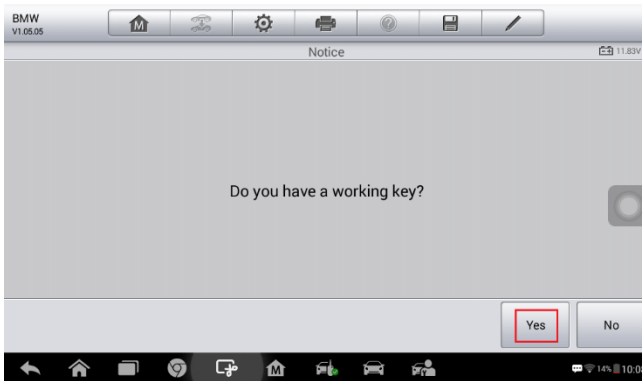 BMW
V1.05.05
M
Notice
11.83V
Do you have a working key?
Yes
No
M
14%